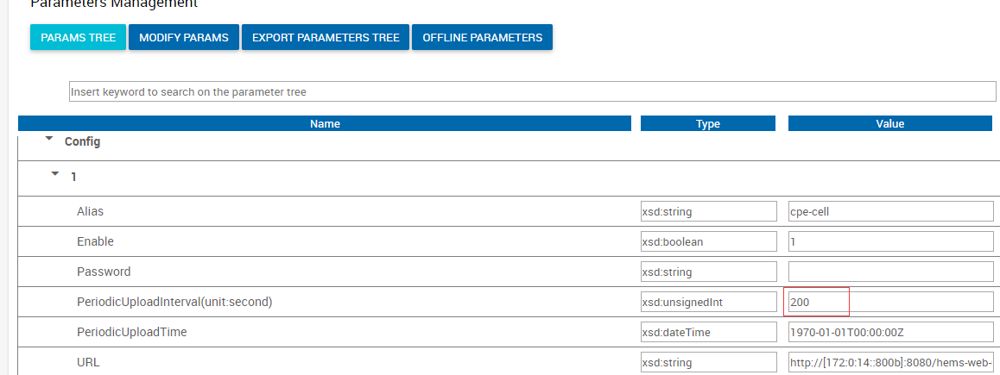 Parameters Management
PARAMS TREE MODIFY PARAMS EXPORT PARAMETERS TREE OFFLINE PARAMETERS
Insert keyword to search on the parameter tree
Name Type Value
Config
1
Alias xsd:string cpe-cell
Enable xsd:boolean 1
Password xsd:string
PeriodicUploadInterval(unit:second) xsd:unsignedInt 200
PeriodicUploadTime xsd:dateTime 1970-01-01T00:00:00Z
URL xsd:string http://[172:0:14::800b]:8080/hems-web-